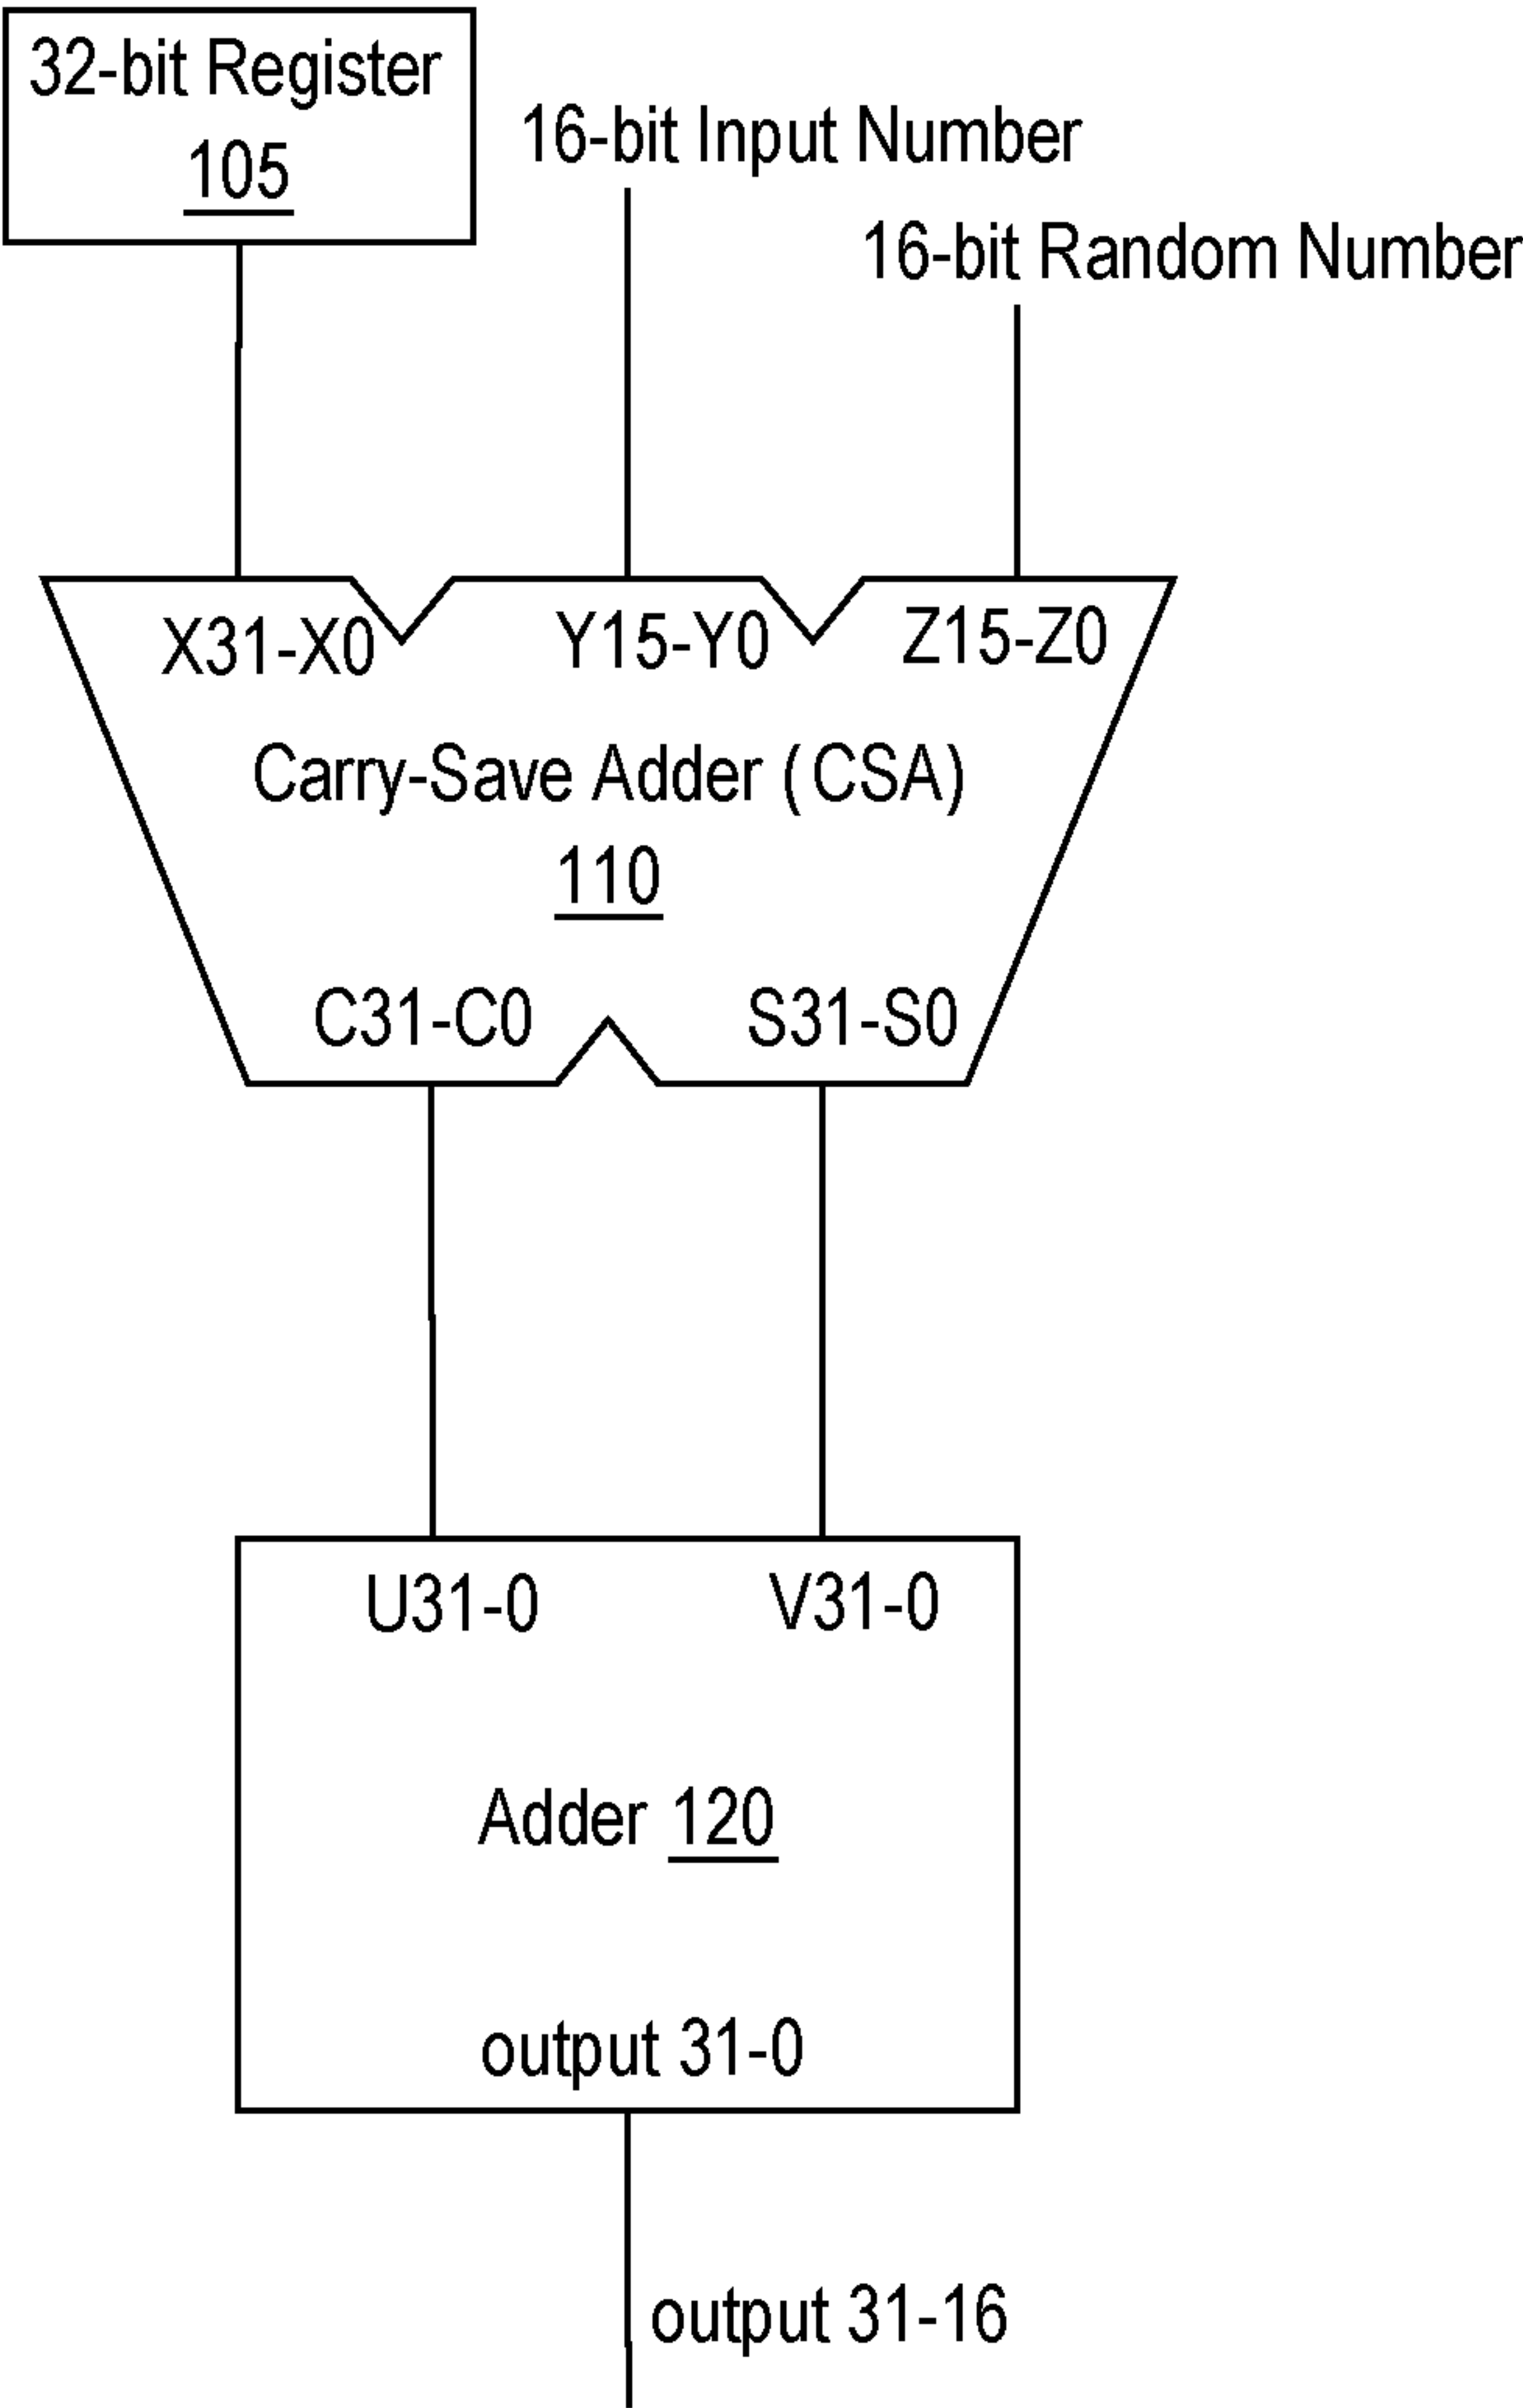 32-bit Register
105
16-bit Input Number
16-bit Random Number
X31-X0
Y15-Y0
Z15-Z0
Carry-Save Adder (CSA)
110
C31-C0
S31-S0
U31-0
V31-0
Adder 120
output 31-0
output 31-16